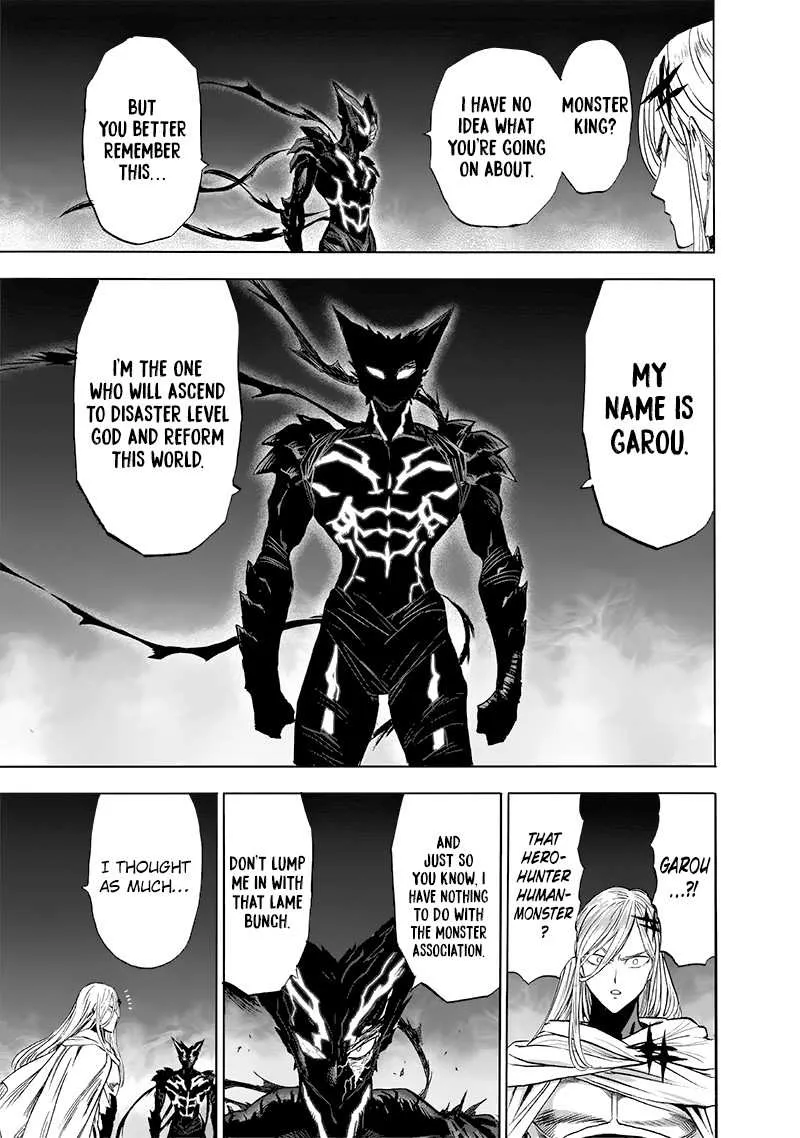 MONSTER
KING?
I HAVE NO
IDEA WHAT
YOU'RE GOING
ON ABOUT.
BUT
YOU BETTER
REMEMBER
THIS...
MY
NAME IS
GAROU.
I'M THE ONE
WHO WILL ASCEND
TO DISASTER LEVEL
GOD AND REFORM
THIS WORLD.
GAROU
...?!
THAT
HERO-
HUNTER
HUMAN-
MONSTER
?
AND
JUST SO
YOU KNOW, I
HAVE NOTHING
TO DO WITH
THE MONSTER
ASSOCIATION.
DON'T LUMP
ME IN WITH
THAT LAME
BUNCH.
I THOUGHT
AS MUCH...